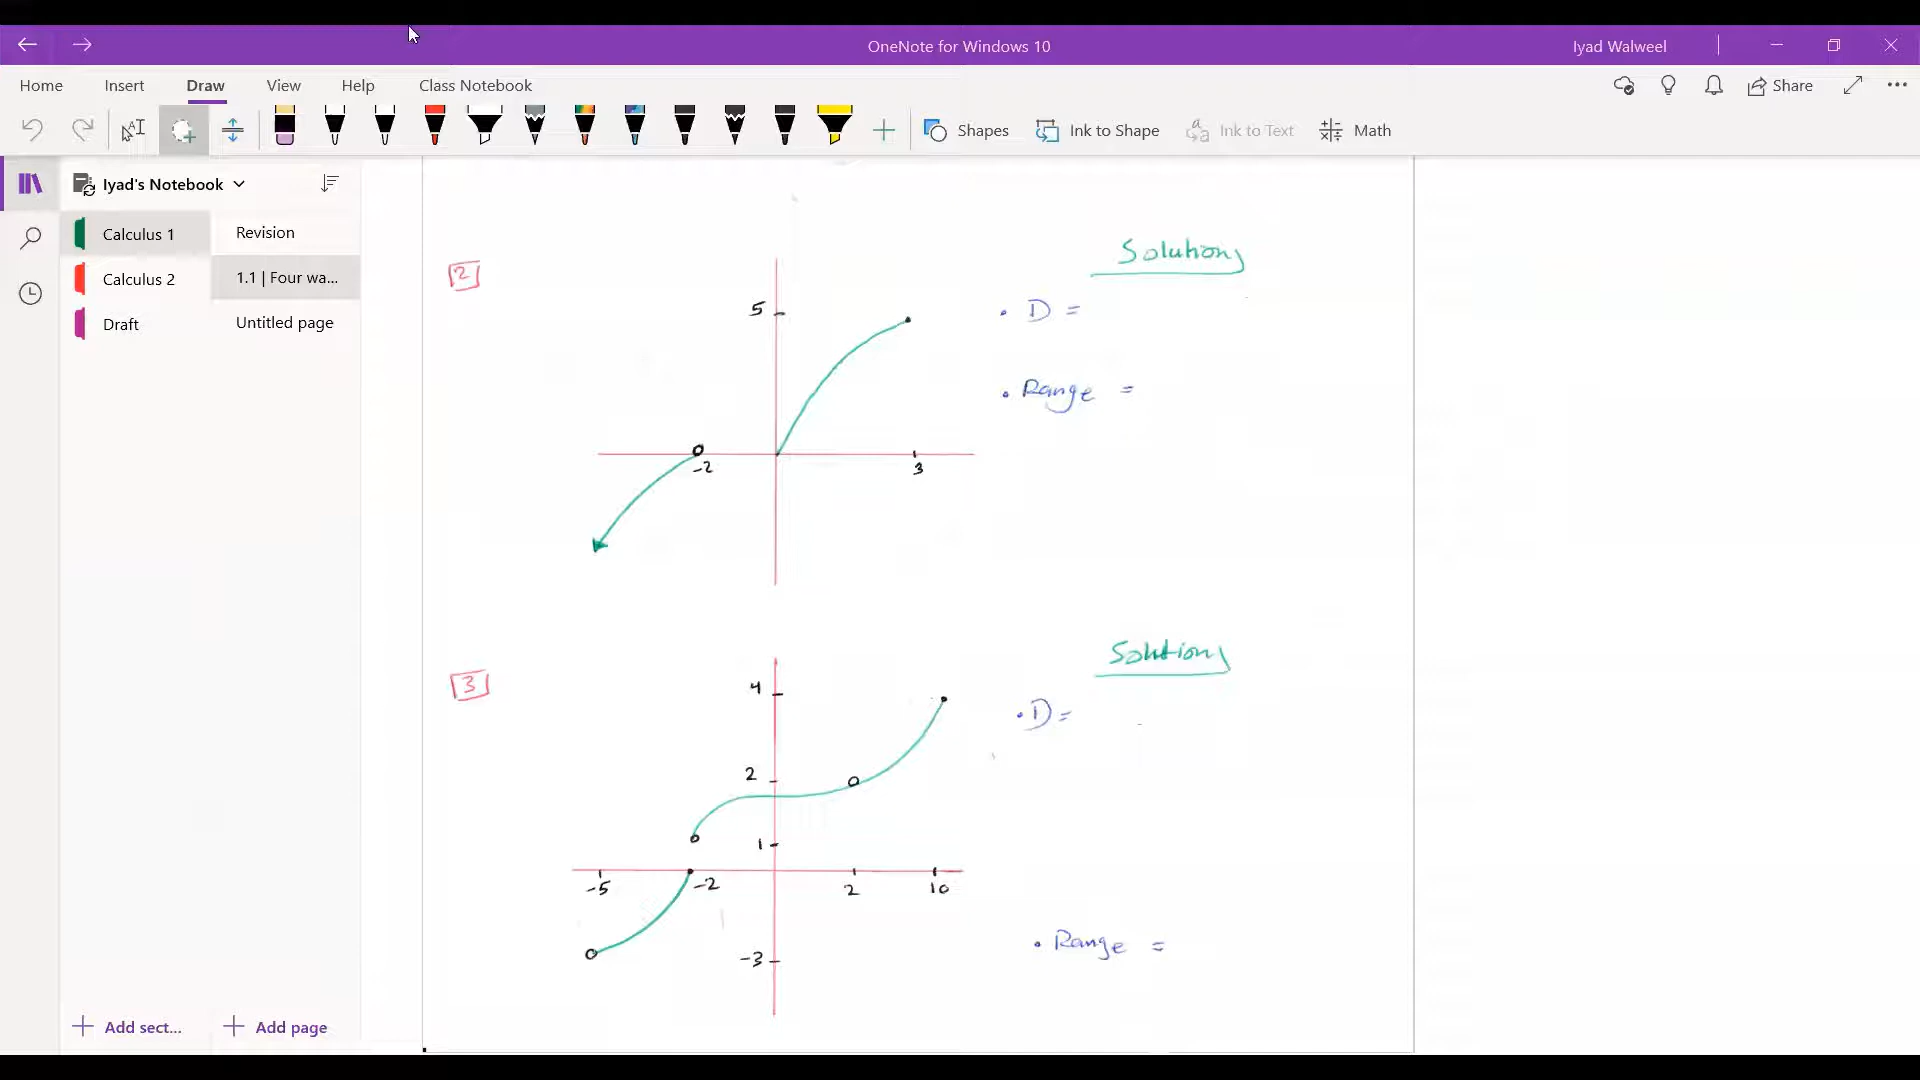 OneNote for Windows 10
Iyad Walweel
Home Insert Draw View Help Class Notebook
Share
Shapes Ink to Shape Ink to Text Math
Iyad's Notebook
Calculus 1
Calculus 2
Draft
Revision
1.1 | Four wa...
Untitled page
2
Solutions
5
• D =
• Range =
-2
3
3
Solutions
4
• D =
2
1
-5 -2 2 10
• Range =
-3
+ Add sect...
+ Add page